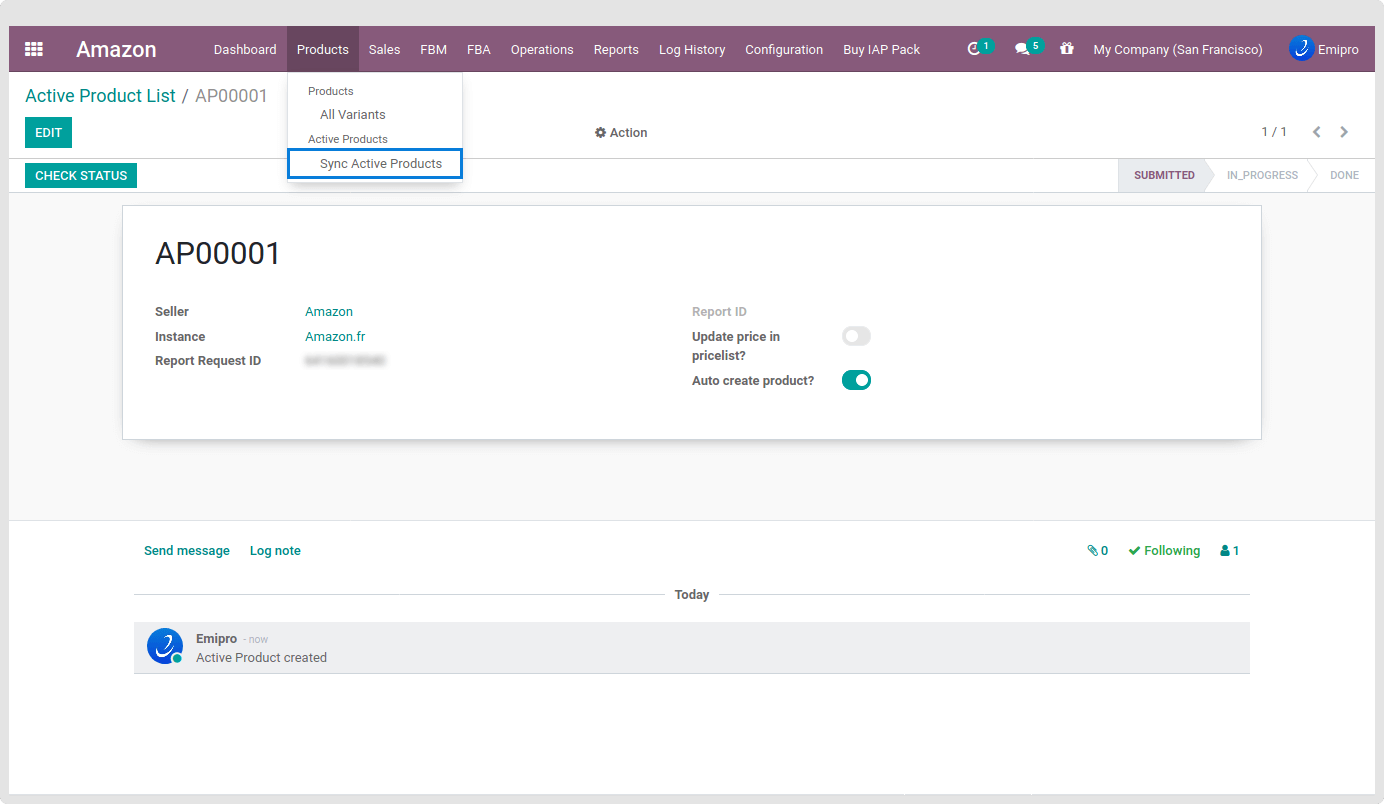 Amazon Dashboard Products Sales FBM FBA Operations Reports Log History Configuration Buy IAP Pack 1 5 My Company (San Francisco) Emipro
Active Product List / AP00001
Products
All Variants
Active Products
Sync Active Products
EDIT
Action
1 / 1
CHECK STATUS
SUBMITTED IN_PROGRESS DONE
AP00001
Seller Amazon
Instance Amazon.fr
Report Request ID
Report ID
Update price in
pricelist?
Auto create product?
Send message Log note
0 Following 1
Today
Emipro - now
Active Product created